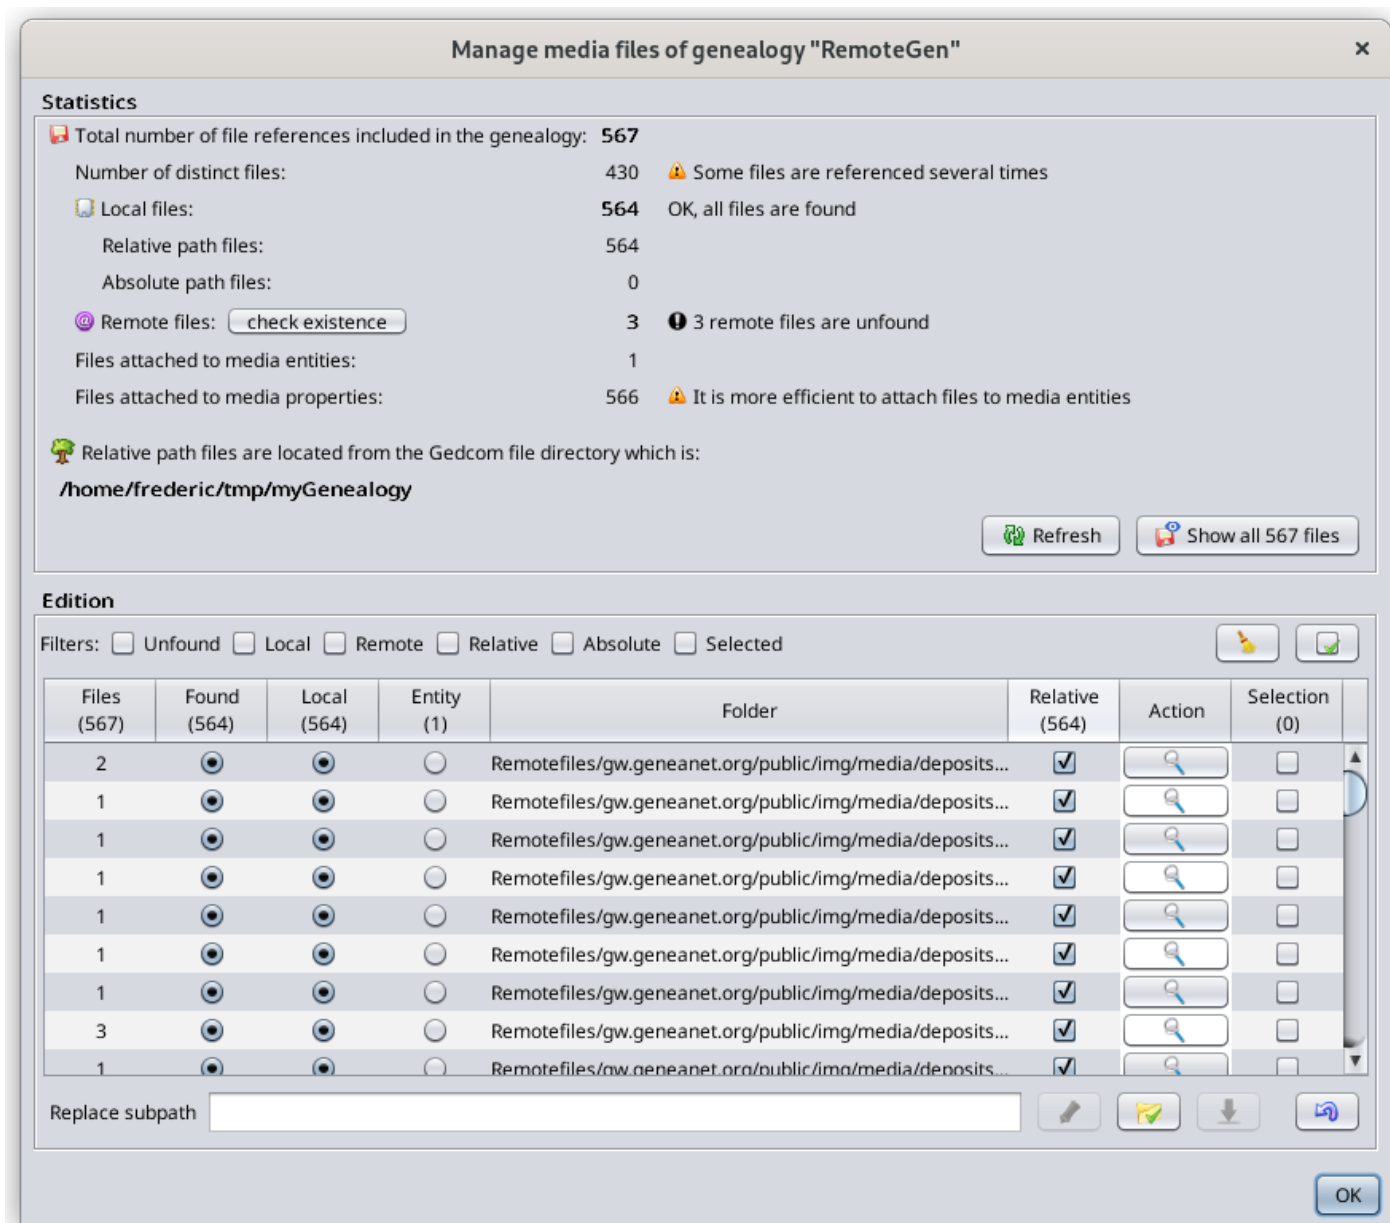 Manage media files of genealogy "RemoteGen"
Statistics
Total number of file references included in the genealogy: 567
Number of distinct files: 430 Some files are referenced several times
Local files: 564 OK, all files are found
Relative path files: 564
Absolute path files: 0
@ Remote files: check existence 3 3 remote files are unfound
Files attached to media entities: 1
Files attached to media properties: 566 It is more efficient to attach files to media entities
Relative path files are located from the Gedcom file directory which is:
/home/frederic/tmp/myGenealogy
Refresh Show all 567 files
Edition
Filters: Unfound Local Remote Relative Absolute Selected
Files Found Local Entity Folder Relative Action Selection
(567) (564) (564) (1) (564) (0)
2 Remotefiles/gw.geneanet.org/public/img/media/deposits...
1 Remotefiles/gw.geneanet.org/public/img/media/deposits...
1 Remotefiles/gw.geneanet.org/public/img/media/deposits...
1 Remotefiles/gw.geneanet.org/public/img/media/deposits...
1 Remotefiles/gw.geneanet.org/public/img/media/deposits...
1 Remotefiles/gw.geneanet.org/public/img/media/deposits...
1 Remotefiles/gw.geneanet.org/public/img/media/deposits...
3 Remotefiles/gw.geneanet.org/public/img/media/deposits...
1 Remotefiles/gw.geneanet.org/public/img/media/deposits...
Replace subpath
OK